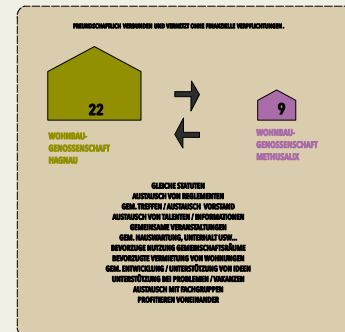 FREUNDSCHAFTLICH VERBUNDEN UND VERNETZT OHNE FINANZIELLE VERPFLICHTUNGEN.
22
9
WOHNBAU-
GENOSSENSCHAFT
HAGNAU
WOHNBAU-
GENOSSENSCHAFT
METHUSALIX
GLEICHE STATUTEN
AUSTAUSCH VON REGLEMENTEN
GEM. TREFFEN / AUSTAUSCH VORSTAND
AUSTAUSCH VON TALENTEN / INFORMATIONEN
GEMEINSAME VERANSTALTUNGEN
GEM. HAUSWARTUNG, UNTERHALT USW...
BEVORZUGE NUTZUNG GEMEINSCHAFTSRÄUME
BEVORZUGTE VERMIETUNG VON WOHNUNGEN
GEM. ENTWICKLUNG / UNTERSTÜTZUNG VON IDEEN
UNTERSTÜTZUNG BEI PROBLEMEN / VAKANZEN
AUSTAUSCH MIT FACHGRUPPEN
PROFITIEREN VONEINANDER